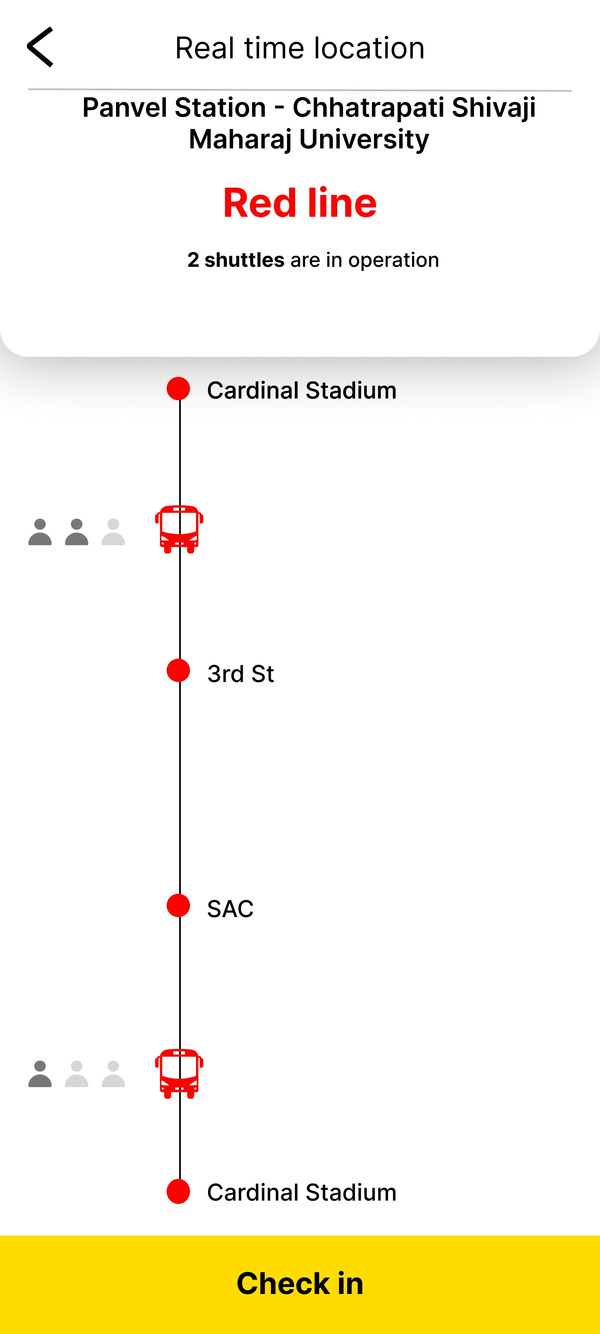 Real time location
Panvel Station - Chhatrapati Shivaji
Maharaj University
Red line
2 shuttles are in operation
Cardinal Stadium
3rd St
SAC
Cardinal Stadium
Check in